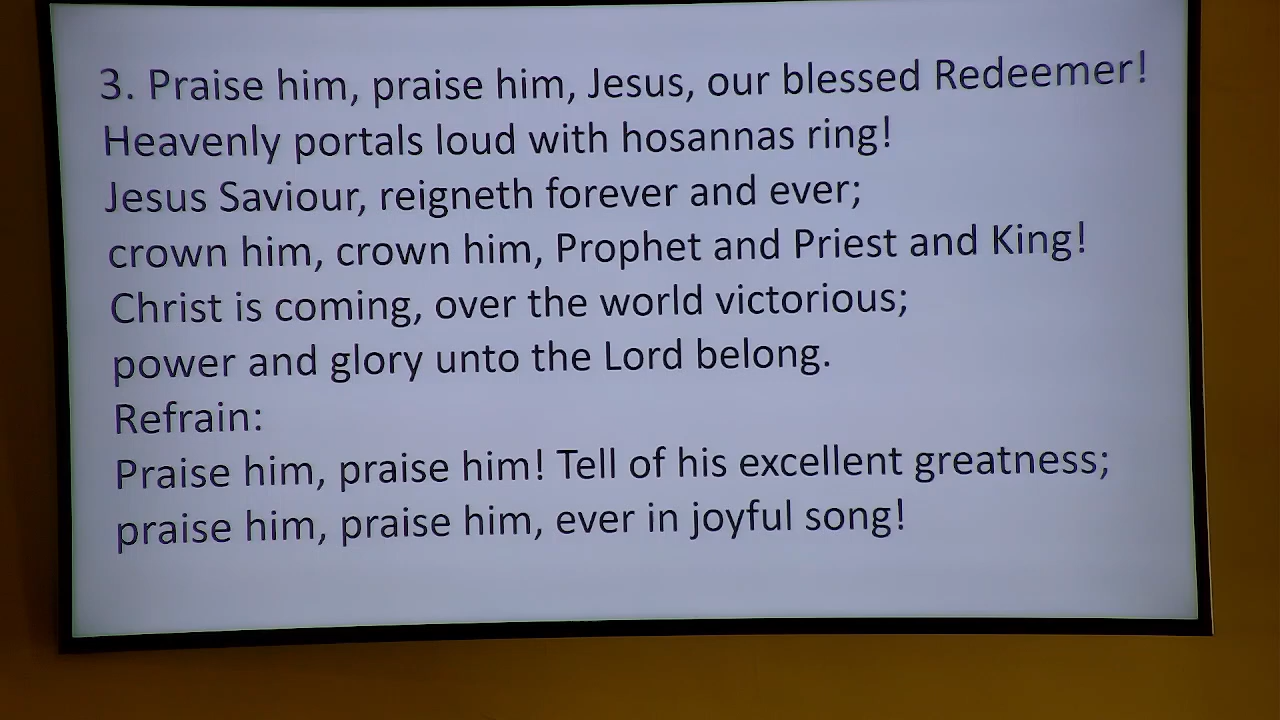 3. Praise him, praise him, Jesus, our blessed Redeemer!
Heavenly portals loud with hosannas ring!
Jesus Saviour, reigneth forever and ever;
crown him, crown him, Prophet and Priest and King!
Christ is coming, over the world victorious;
power and glory unto the Lord belong.
Refrain:
Praise him, praise him! Tell of his excellent greatness;
praise him, praise him, ever in joyful song!